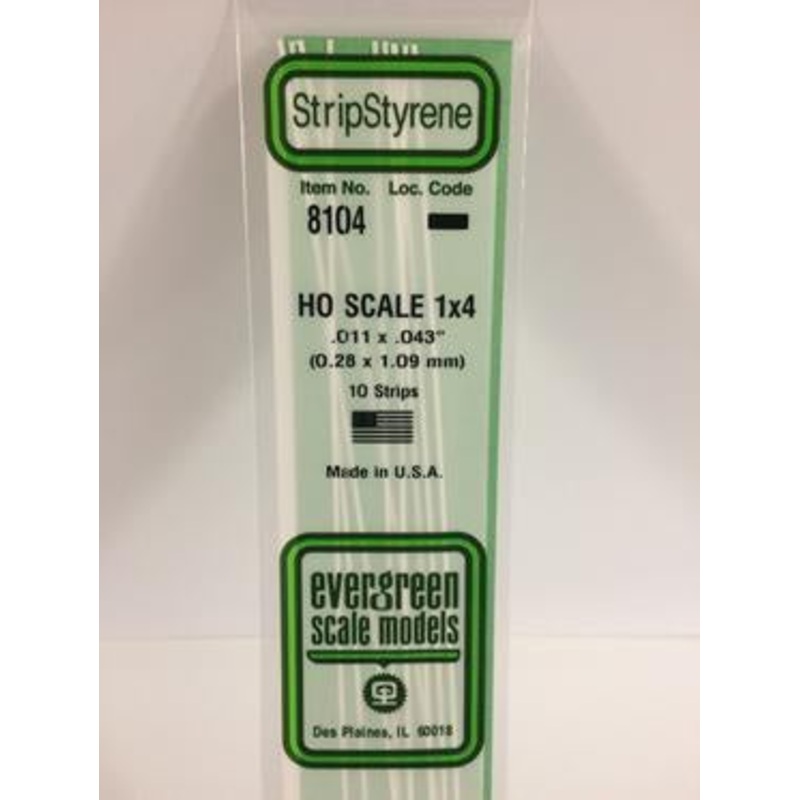 StripStyrene
Item No. Loc. Code
8104
HO SCALE 1x4
.011 x .043"
(0.28 x 1.09 mm)
10 Strips
Made in U.S.A.
evergreen
scale models
Des Plaines, IL 60018